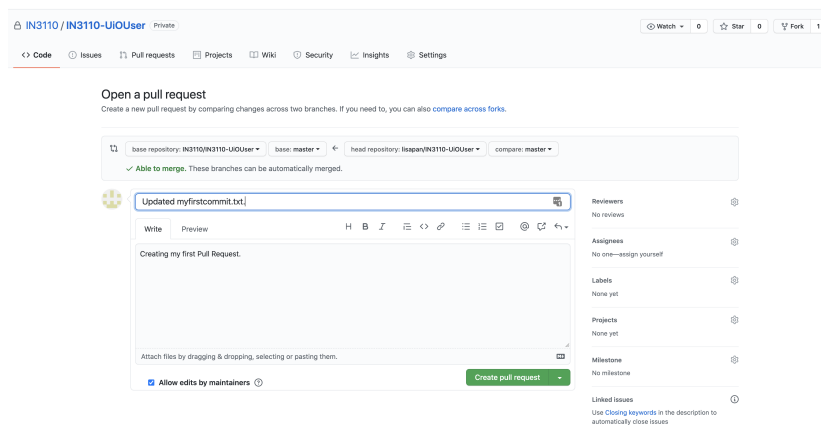 IN3110 / IN3110-UiOUser Private
Watch 0 Star 0 Fork 1
Code Issues Pull requests Projects Wiki Security Insights Settings
Open a pull request
Create a new pull request by comparing changes across two branches. If you need to, you can also compare across forks.
base repository: IN3110/IN3110-UiOUser base: master ← head repository: lisapan/IN3110-UiOUser compare: master
✓ Able to merge. These branches can be automatically merged.
Updated myfirstcommit.txt.
Write Preview H B I
Creating my first Pull Request.
Attach files by dragging & dropping, selecting or pasting them.
Allow edits by maintainers
Create pull request
Reviewers
No reviews
Assignees
No one—assign yourself
Labels
None yet
Projects
None yet
Milestone
No milestone
Linked issues
Use Closing keywords in the description to
automatically close issues